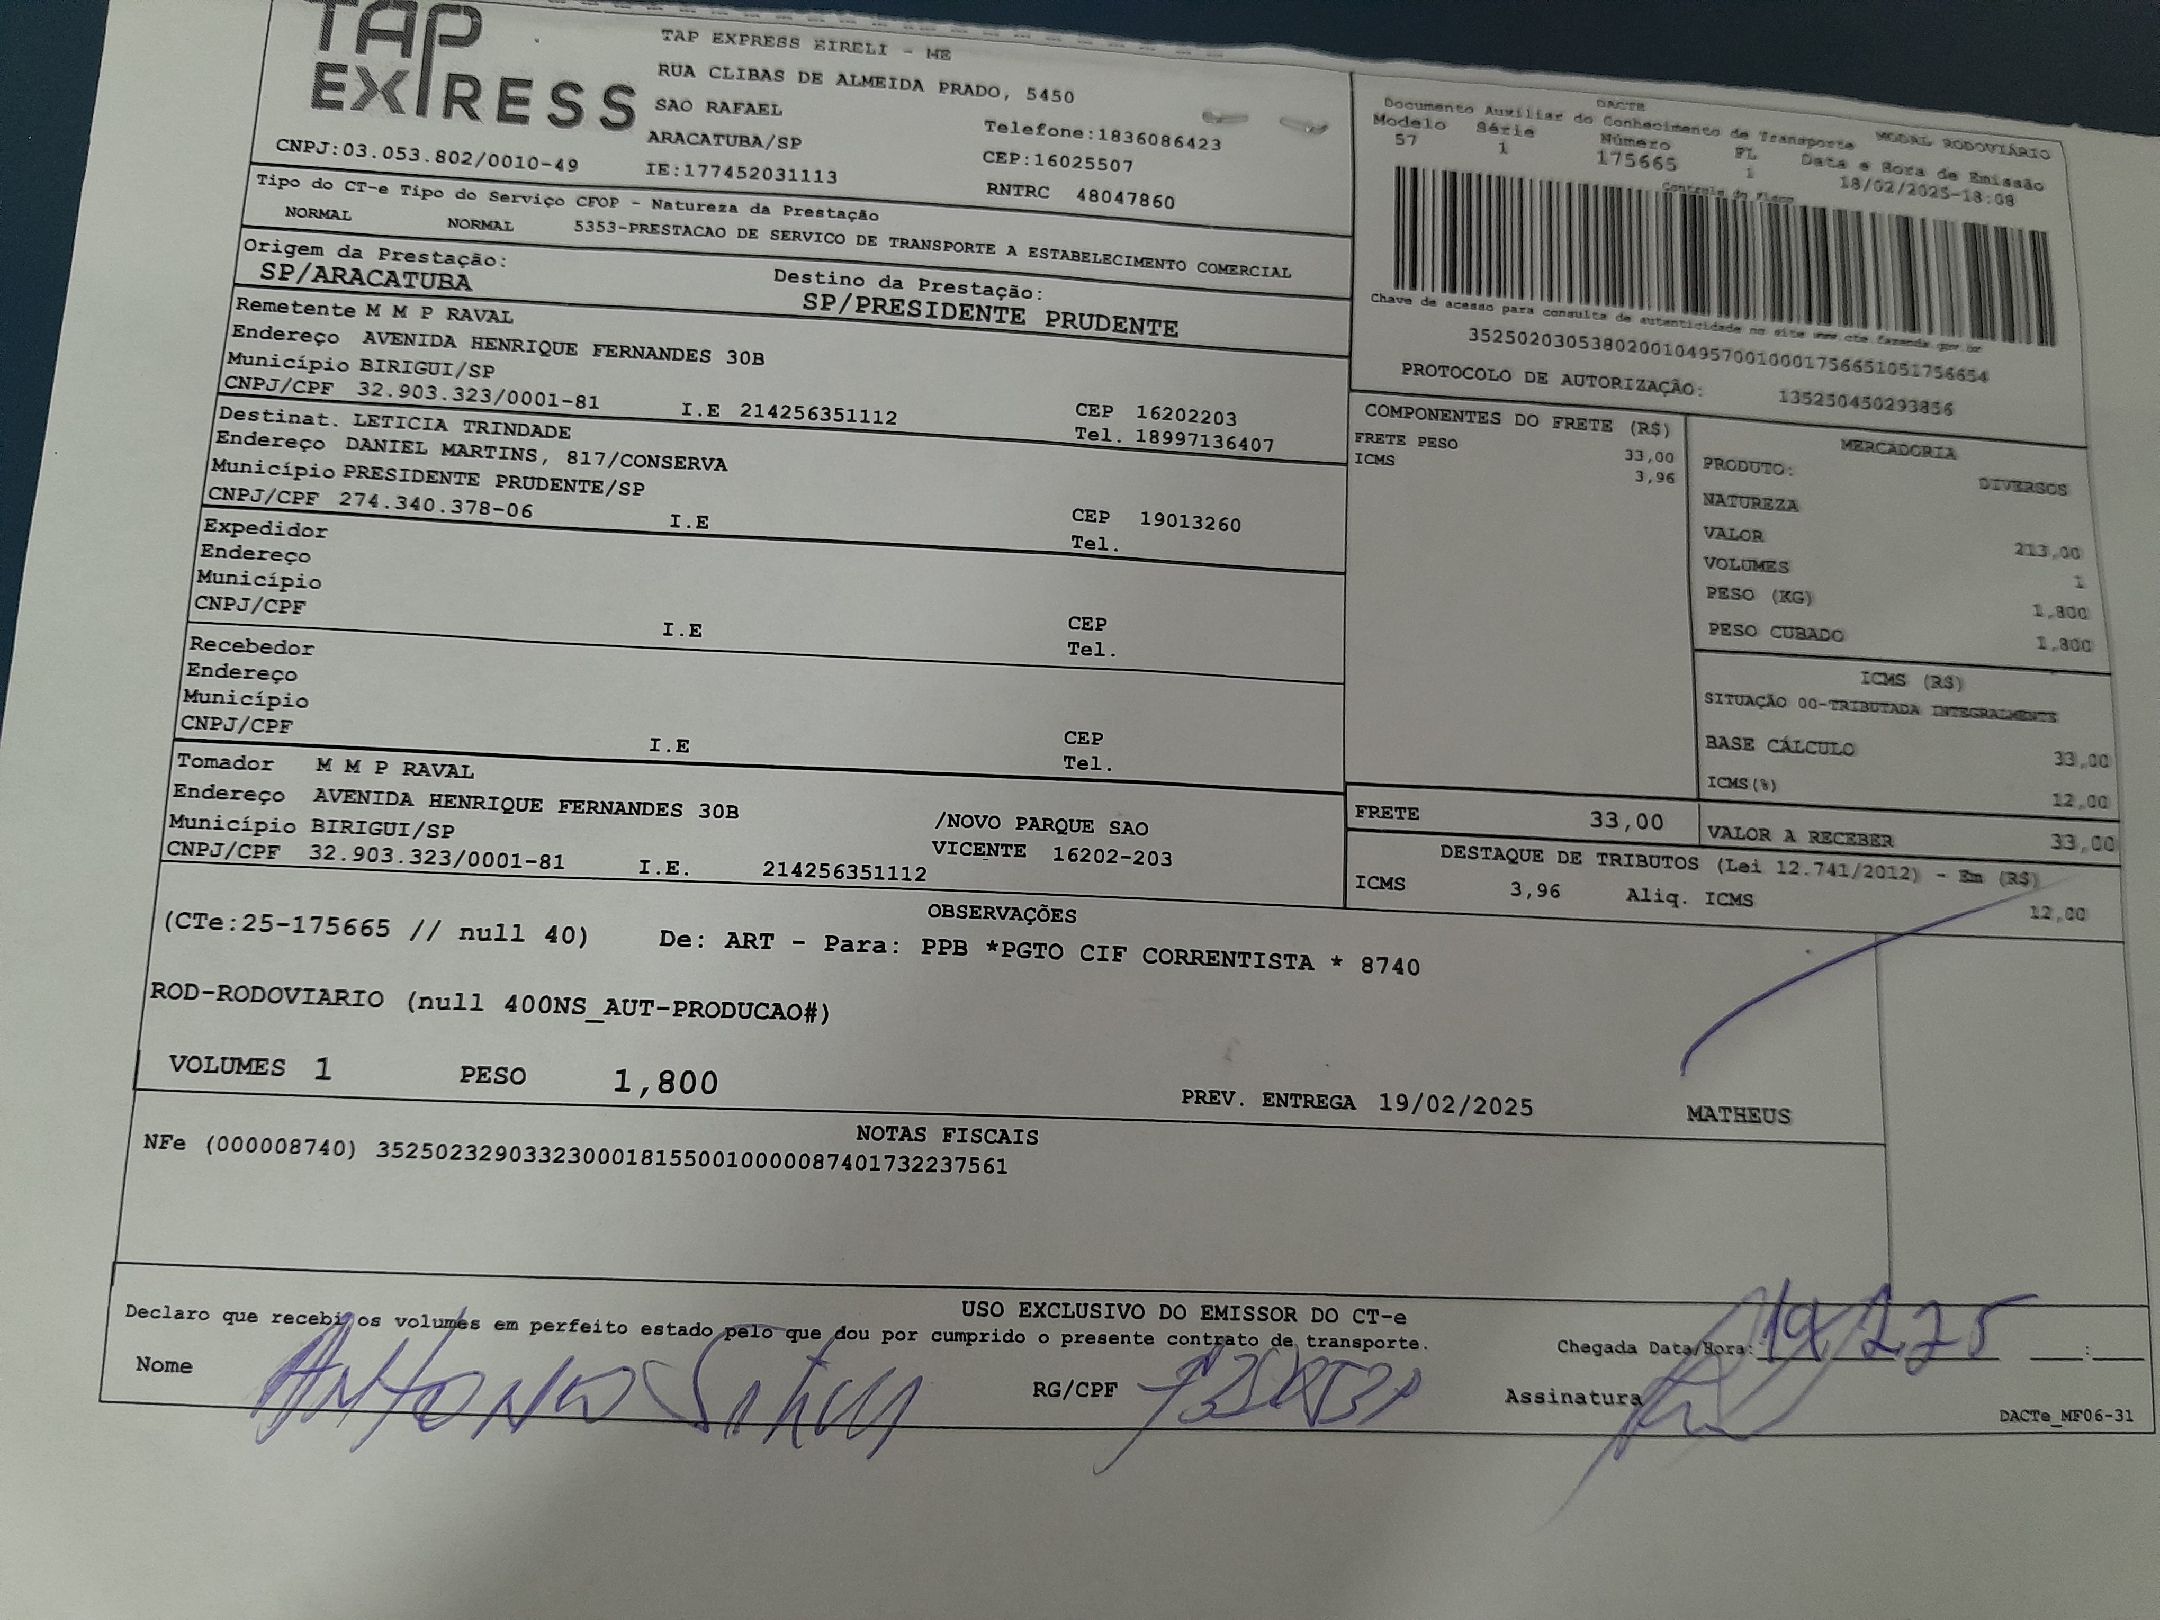 TAP
EXPRESS
TAP EXPRESS EIRELI - ME
RUA CLIBAS DE ALMEIDA PRADO, 5450
SAO RAFAEL
ARACATUBA/SP
Telefone:1836086423
CEP:16025507
CNPJ:03.053.802/0010-49
IE:177452031113
RNTRC 48047860
DACTE
Documento Auxiliar do Conhecimento de Transporte MODAL RODOVIÁRIO
Modelo Série Número FL Data e Hora de Emissão
57 1 175665 1 18/02/2025-18:08
Controle do Fisco
Chave de acesso para consulta de autenticidade no site www.cte.fazenda.gov.br
35250203053802001049570010001756651051756654
PROTOCOLO DE AUTORIZAÇÃO: 135250450293856
Tipo do CT-e Tipo do Serviço CFOP - Natureza da Prestação
NORMAL NORMAL 5353-PRESTACAO DE SERVICO DE TRANSPORTE A ESTABELECIMENTO COMERCIAL
Origem da Prestação: Destino da Prestação:
SP/ARACATUBA SP/PRESIDENTE PRUDENTE
Remetente M M P RAVAL
Endereço AVENIDA HENRIQUE FERNANDES 30B
Município BIRIGUI/SP CEP 16202203
CNPJ/CPF 32.903.323/0001-81 I.E 214256351112 Tel. 18997136407
Destinat. LETICIA TRINDADE
Endereço DANIEL MARTINS, 817/CONSERVA
Município PRESIDENTE PRUDENTE/SP CEP 19013260
CNPJ/CPF 274.340.378-06 I.E Tel.
Expedidor
Endereço
Município CEP
CNPJ/CPF I.E Tel.
Recebedor
Endereço
Município CEP
CNPJ/CPF I.E Tel.
Tomador M M P RAVAL
Endereço AVENIDA HENRIQUE FERNANDES 30B /NOVO PARQUE SAO
Município BIRIGUI/SP VICENTE 16202-203
CNPJ/CPF 32.903.323/0001-81 I.E. 214256351112
COMPONENTES DO FRETE (R$)
FRETE PESO 33,00
ICMS 3,96
MERCADORIA
PRODUTO: DIVERSOS
NATUREZA
VALOR 213,00
VOLUMES 1
PESO (KG) 1,800
PESO CUBADO 1,800
ICMS (R$)
SITUAÇÃO 00-TRIBUTADA INTEGRALMENTE
BASE CÁLCULO 33,00
ICMS(%) 12,00
FRETE 33,00 VALOR A RECEBER 33,00
DESTAQUE DE TRIBUTOS (Lei 12.741/2012) - Em (R$)
ICMS 3,96 Aliq. ICMS 12,00
OBSERVAÇÕES
(CTe:25-175665 // null 40) De: ART - Para: PPB *PGTO CIF CORRENTISTA * 8740
ROD-RODOVIARIO (null 400NS_AUT-PRODUCAO#)
VOLUMES 1 PESO 1,800 PREV. ENTREGA 19/02/2025 MATHEUS
NOTAS FISCAIS
NFe (000008740) 35250232903323000181550010000087401732237561
USO EXCLUSIVO DO EMISSOR DO CT-e
Declaro que recebi os volumes em perfeito estado pelo que dou por cumprido o presente contrato de transporte.
Chegada Data/Hora: __:__
Nome Antonio RG/CPF Assinatura
DACTe_MF06-31